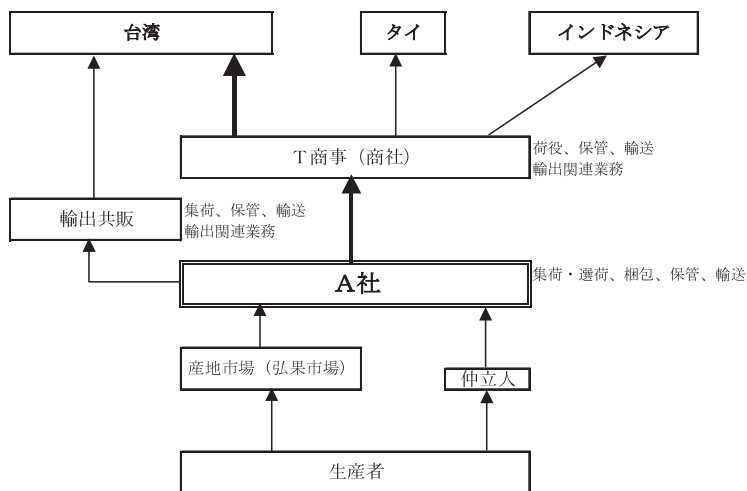 台湾
タイ
インドネシア
T商事（商社）
荷役、保管、輸送
輸出関連業務
輸出共販
集荷、保管、輸送
輸出関連業務
A社
集荷・選荷、梱包、保管、輸送
産地市場（弘果市場）
仲立人
生産者